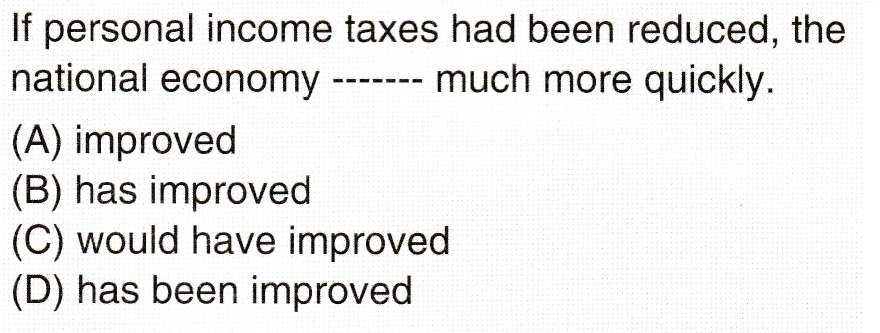 If personal income taxes had been reduced, the
national economy ------- much more quickly.
(A) improved
(B) has improved
(C) would have improved
(D) has been improved